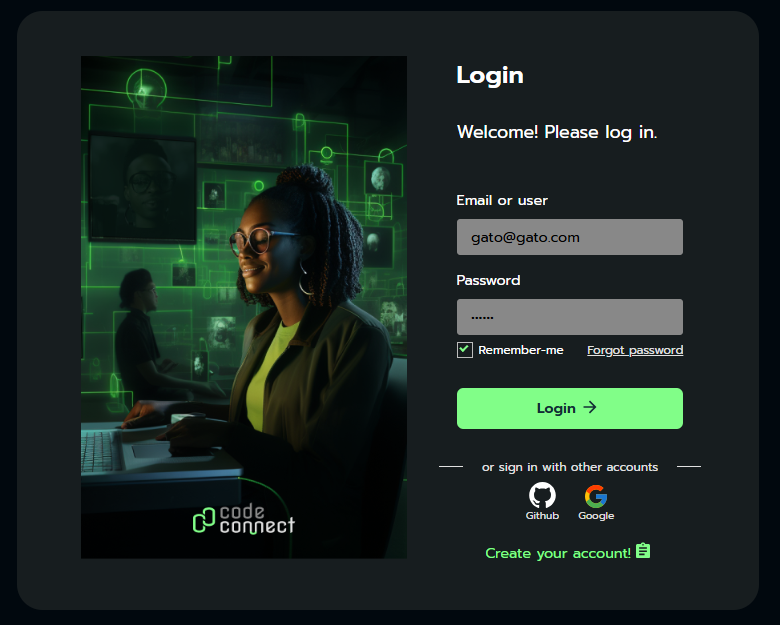 Login
Welcome! Please log in.
Email or user
gato@gato.com
Password
••••••
Remember-me
Forgot password
Login →
or sign in with other accounts
Github
Google
Create your account!
code
connect